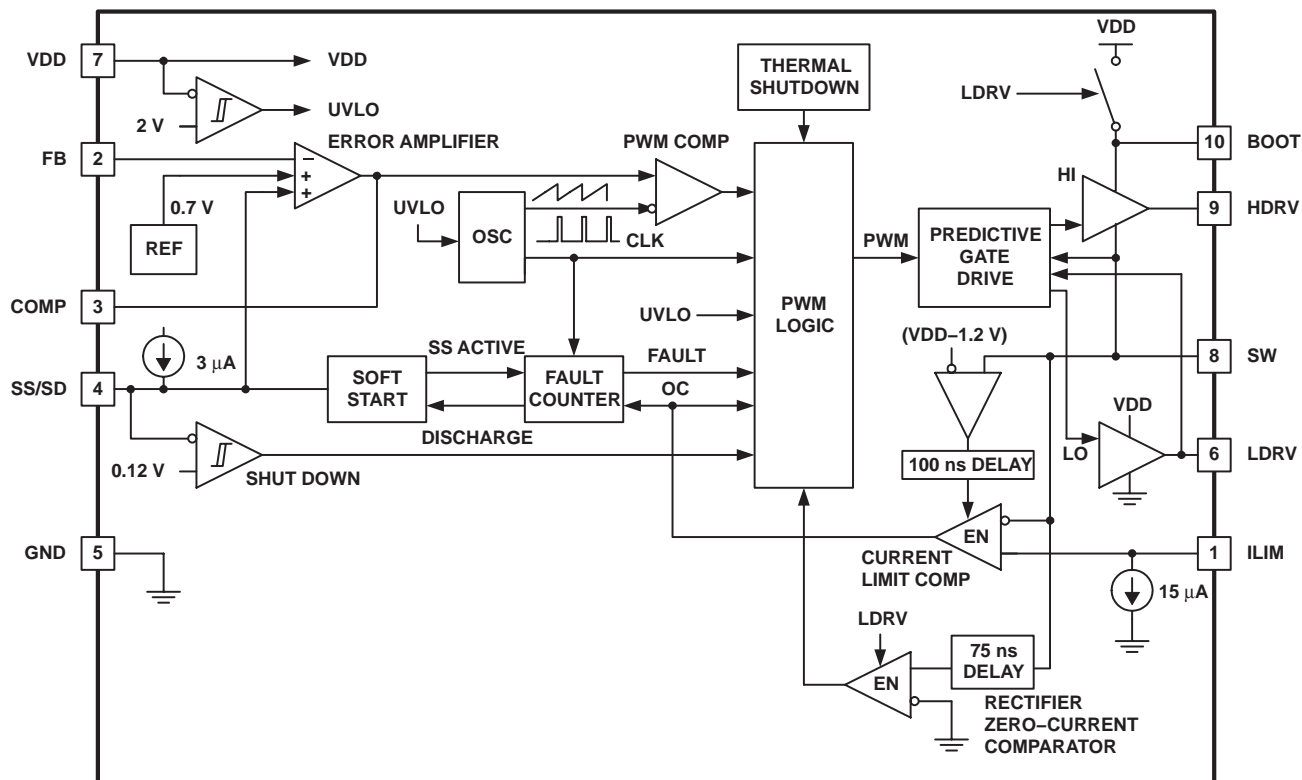 VDD
7
VDD
UVLO
2 V
THERMAL
SHUTDOWN
VDD
LDRV
FB
2
ERROR AMPLIFIER
PWM COMP
10
BOOT
HI
9
HDRV
0.7 V
REF
UVLO
OSC
CLK
PWM
PREDICTIVE
GATE
DRIVE
COMP
3
UVLO
PWM
LOGIC
(VDD–1.2 V)
3 μA
SS ACTIVE
FAULT
8
SW
SS/SD
4
SOFT
START
FAULT
COUNTER
OC
DISCHARGE
VDD
LO
6
LDRV
0.12 V
SHUT DOWN
100 ns DELAY
GND
5
EN
CURRENT
LIMIT COMP
1
ILIM
15 μA
LDRV
75 ns
DELAY
EN
RECTIFIER
ZERO–CURRENT
COMPARATOR